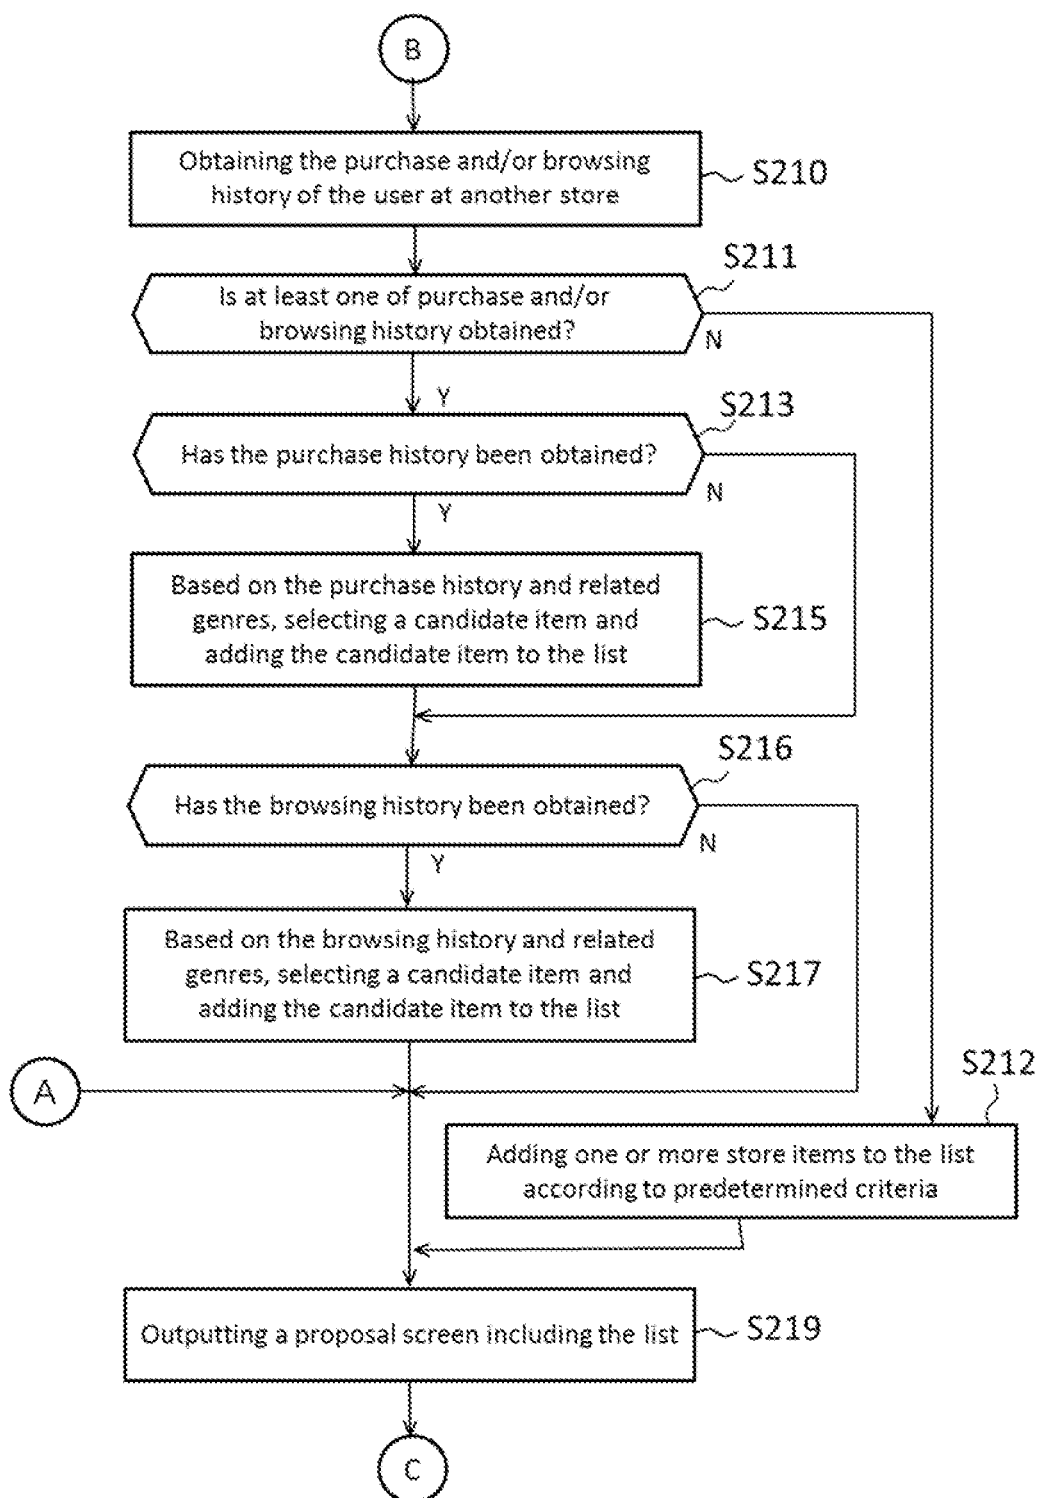 B
Obtaining the purchase and/or browsing
history of the user at another store
S210
S211
Is at least one of purchase and/or
browsing history obtained?
N
Y
S213
Has the purchase history been obtained?
N
Y
Based on the purchase history and related
genres, selecting a candidate item and
adding the candidate item to the list
S215
S216
Has the browsing history been obtained?
N
Y
Based on the browsing history and related
genres, selecting a candidate item and
adding the candidate item to the list
S217
A
S212
Adding one or more store items to the list
according to predetermined criteria
Outputting a proposal screen including the list
S219
C